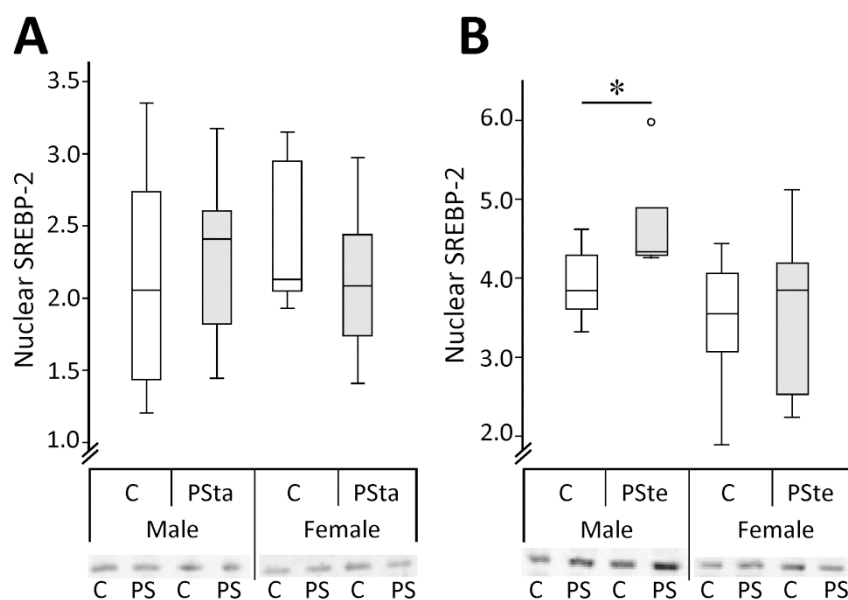 A
Nuclear SREBP-2
3.5
3.0
2.5
2.0
1.5
1.0
C PSta C PSta
Male Female
C PS C PS C PS C PS
B
Nuclear SREBP-2
6.0
5.0
4.0
3.0
2.0
*
C PSte C PSte
Male Female
C PS C PS C PS C PS